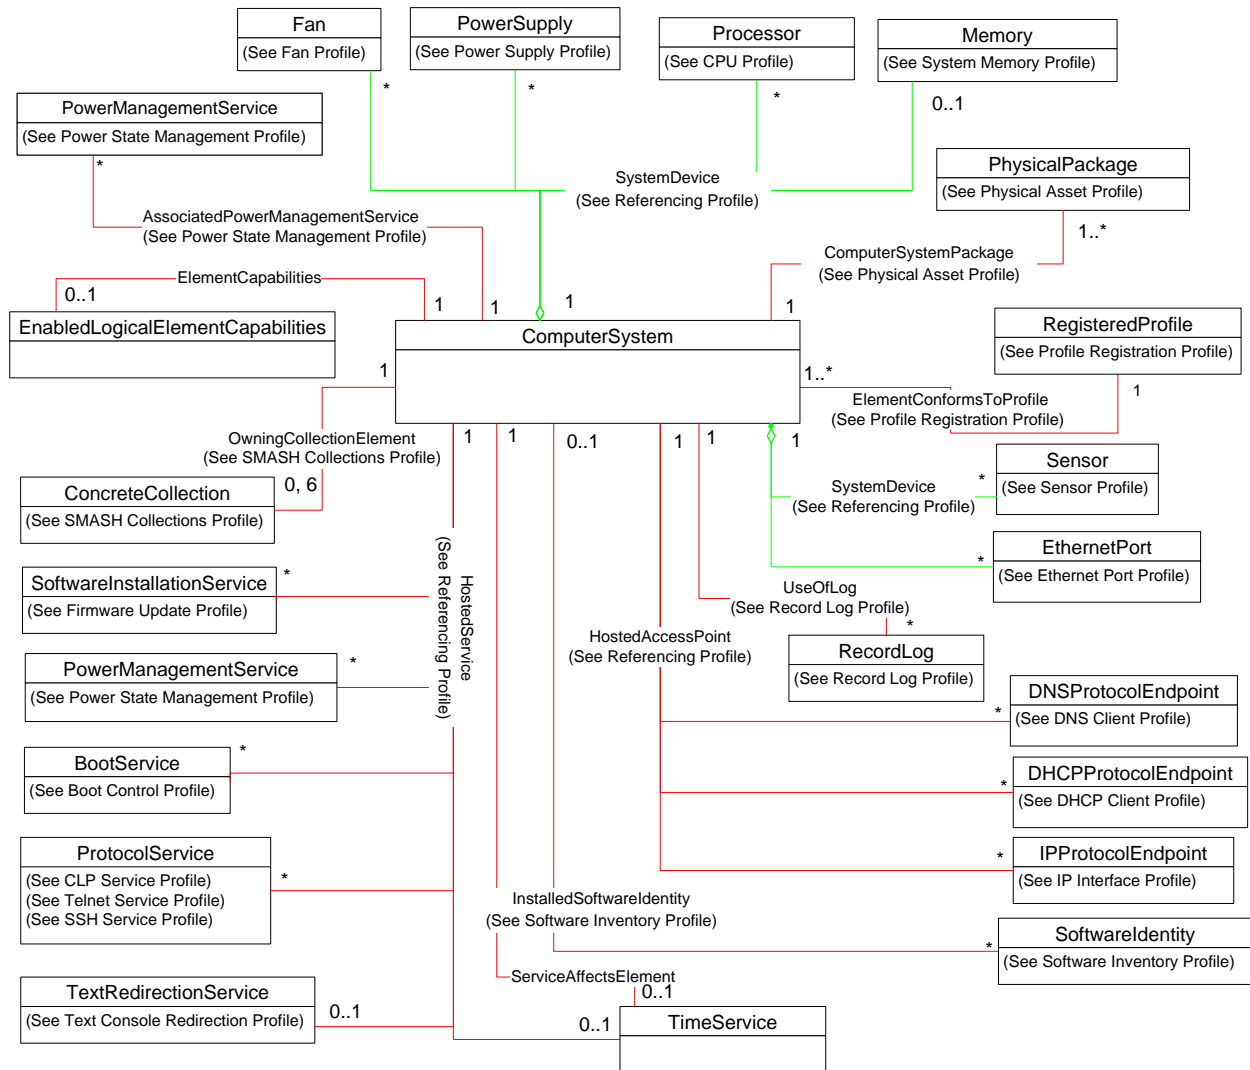 Fan
(See Fan Profile)
*
PowerSupply
(See Power Supply Profile)
*
Processor
(See CPU Profile)
*
Memory
(See System Memory Profile)
0..1
PowerManagementService
(See Power State Management Profile)
*
SystemDevice
(See Referencing Profile)
PhysicalPackage
(See Physical Asset Profile)
1..*
AssociatedPowerManagementService
(See Power State Management Profile)
ComputerSystemPackage
(See Physical Asset Profile)
ElementCapabilities
0..1
1
1
1
1
EnabledLogicalElementCapabilities
ComputerSystem
RegisteredProfile
(See Profile Registration Profile)
1
1..*
1
ElementConformsToProfile
(See Profile Registration Profile)
OwningCollectionElement
(See SMASH Collections Profile)
0, 6
1
1
0..1
1
1
1
ConcreteCollection
(See SMASH Collections Profile)
SystemDevice
(See Referencing Profile)
*
Sensor
(See Sensor Profile)
*
EthernetPort
(See Ethernet Port Profile)
SoftwareInstallationService
(See Firmware Update Profile)
*
HostedService
(See Referencing Profile)
UseOfLog
(See Record Log Profile)
*
HostedAccessPoint
(See Referencing Profile)
RecordLog
(See Record Log Profile)
PowerManagementService
(See Power State Management Profile)
*
*
DNSProtocolEndpoint
(See DNS Client Profile)
BootService
(See Boot Control Profile)
*
*
DHCPProtocolEndpoint
(See DHCP Client Profile)
ProtocolService
(See CLP Service Profile)
(See Telnet Service Profile)
(See SSH Service Profile)
*
*
IPProtocolEndpoint
(See IP Interface Profile)
InstalledSoftwareIdentity
(See Software Inventory Profile)
*
SoftwareIdentity
(See Software Inventory Profile)
ServiceAffectsElement
0..1
TextRedirectionService
(See Text Console Redirection Profile)
0..1
0..1
TimeService